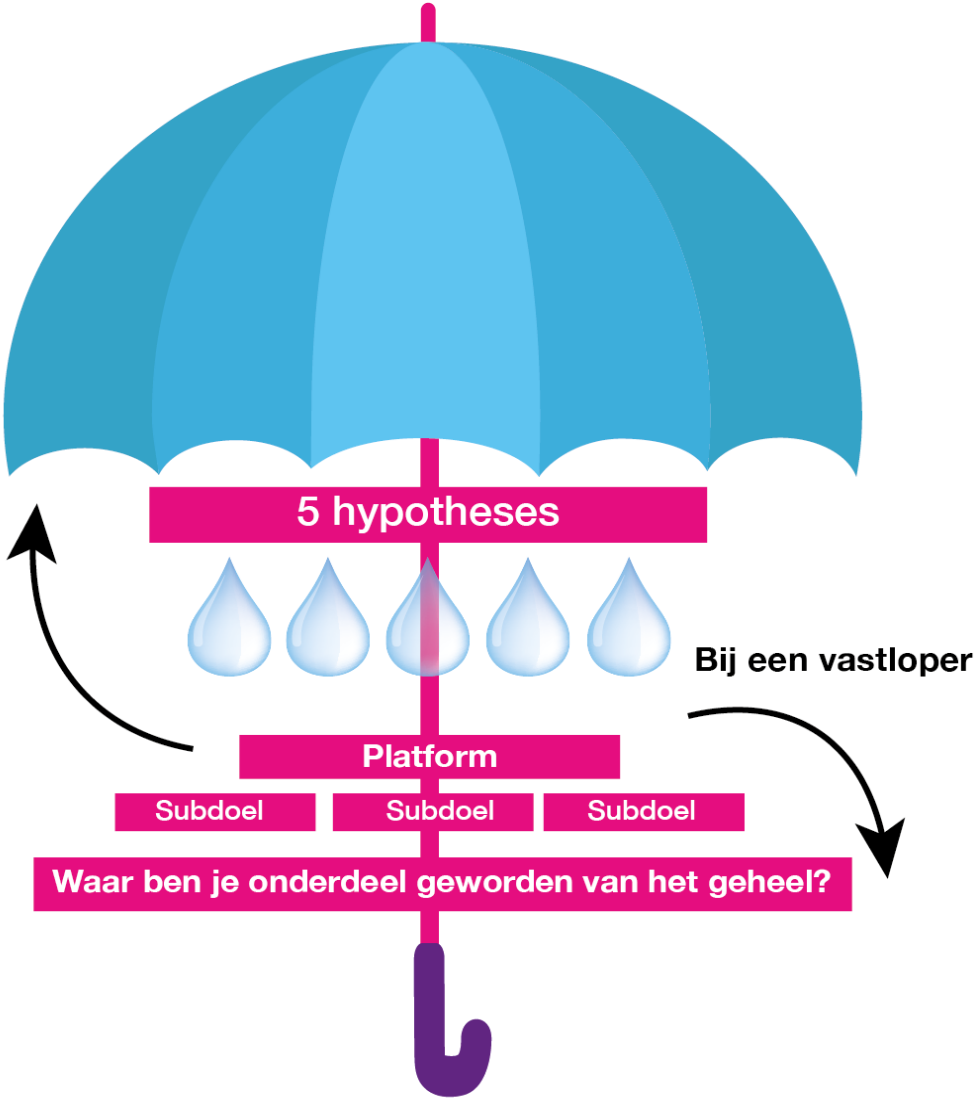 5 hypotheses
Bij een vastloper
Platform
Subdoel
Subdoel
Subdoel
Waar ben je onderdeel geworden van het geheel?